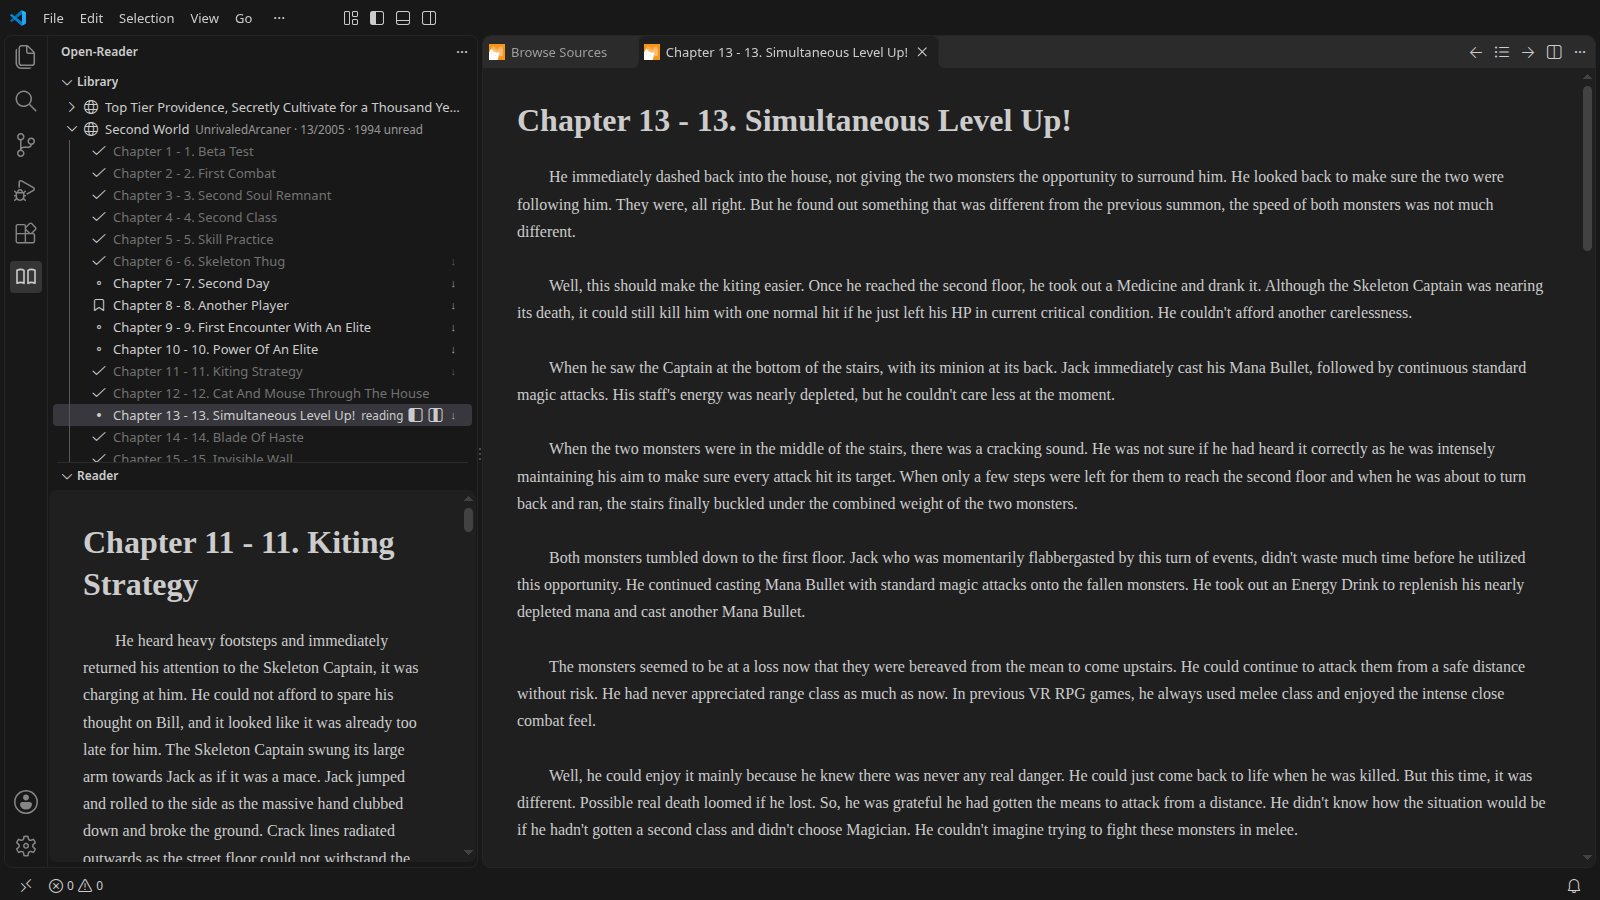 File Edit Selection View Go ···
Open-Reader
Library
Top Tier Providence, Secretly Cultivate for a Thousand Ye...
Second World UnrivaledArcaner · 13/2005 · 1994 unread
Chapter 1 - 1. Beta Test
Chapter 2 - 2. First Combat
Chapter 3 - 3. Second Soul Remnant
Chapter 4 - 4. Second Class
Chapter 5 - 5. Skill Practice
Chapter 6 - 6. Skeleton Thug ↓
Chapter 7 - 7. Second Day ↓
Chapter 8 - 8. Another Player ↓
Chapter 9 - 9. First Encounter With An Elite ↓
Chapter 10 - 10. Power Of An Elite ↓
Chapter 11 - 11. Kiting Strategy ↓
Chapter 12 - 12. Cat And Mouse Through The House
Chapter 13 - 13. Simultaneous Level Up! reading ↓
Chapter 14 - 14. Blade Of Haste
Chapter 15 - 15. Invisible Wall
Reader
Chapter 11 - 11. Kiting
Strategy
He heard heavy footsteps and immediately
returned his attention to the Skeleton Captain, it was
charging at him. He could not afford to spare his
thought on Bill, and it looked like it was already too
late for him. The Skeleton Captain swung its large
arm towards Jack as if it was a mace. Jack jumped
and rolled to the side as the massive hand clubbed
down and broke the ground. Crack lines radiated
outwards as the street floor could not withstand the
Browse Sources
Chapter 13 - 13. Simultaneous Level Up!
Chapter 13 - 13. Simultaneous Level Up!
He immediately dashed back into the house, not giving the two monsters the opportunity to surround him. He looked back to make sure the two were
following him. They were, all right. But he found out something that was different from the previous summon, the speed of both monsters was not much
different.
Well, this should make the kiting easier. Once he reached the second floor, he took out a Medicine and drank it. Although the Skeleton Captain was nearing
its death, it could still kill him with one normal hit if he just left his HP in current critical condition. He couldn't afford another carelessness.
When he saw the Captain at the bottom of the stairs, with its minion at its back. Jack immediately cast his Mana Bullet, followed by continuous standard
magic attacks. His staff's energy was nearly depleted, but he couldn't care less at the moment.
When the two monsters were in the middle of the stairs, there was a cracking sound. He was not sure if he had heard it correctly as he was intensely
maintaining his aim to make sure every attack hit its target. When only a few steps were left for them to reach the second floor and when he was about to turn
back and ran, the stairs finally buckled under the combined weight of the two monsters.
Both monsters tumbled down to the first floor. Jack who was momentarily flabbergasted by this turn of events, didn't waste much time before he utilized
this opportunity. He continued casting Mana Bullet with standard magic attacks onto the fallen monsters. He took out an Energy Drink to replenish his nearly
depleted mana and cast another Mana Bullet.
The monsters seemed to be at a loss now that they were bereaved from the mean to come upstairs. He could continue to attack them from a safe distance
without risk. He had never appreciated range class as much as now. In previous VR RPG games, he always used melee class and enjoyed the intense close
combat feel.
Well, he could enjoy it mainly because he knew there was never any real danger. He could just come back to life when he was killed. But this time, it was
different. Possible real death loomed if he lost. So, he was grateful he had gotten the means to attack from a distance. He didn't know how the situation would be
if he hadn't gotten a second class and didn't choose Magician. He couldn't imagine trying to fight these monsters in melee.
0 0